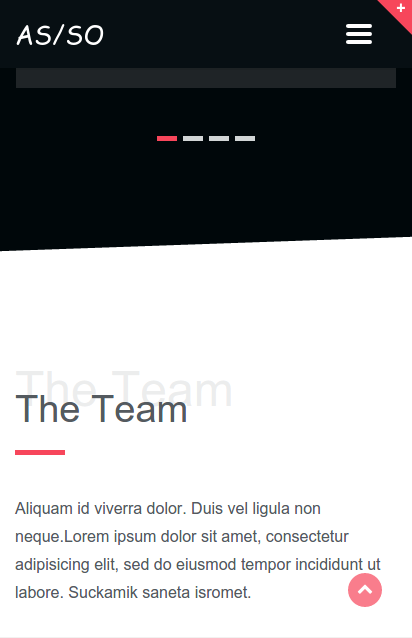 AS/SO
The Team
The Team
Aliquam id viverra dolor. Duis vel ligula non
neque.Lorem ipsum dolor sit amet, consectetur
adipisicing elit, sed do eiusmod tempor incididunt ut
labore. Suckamik saneta isromet.